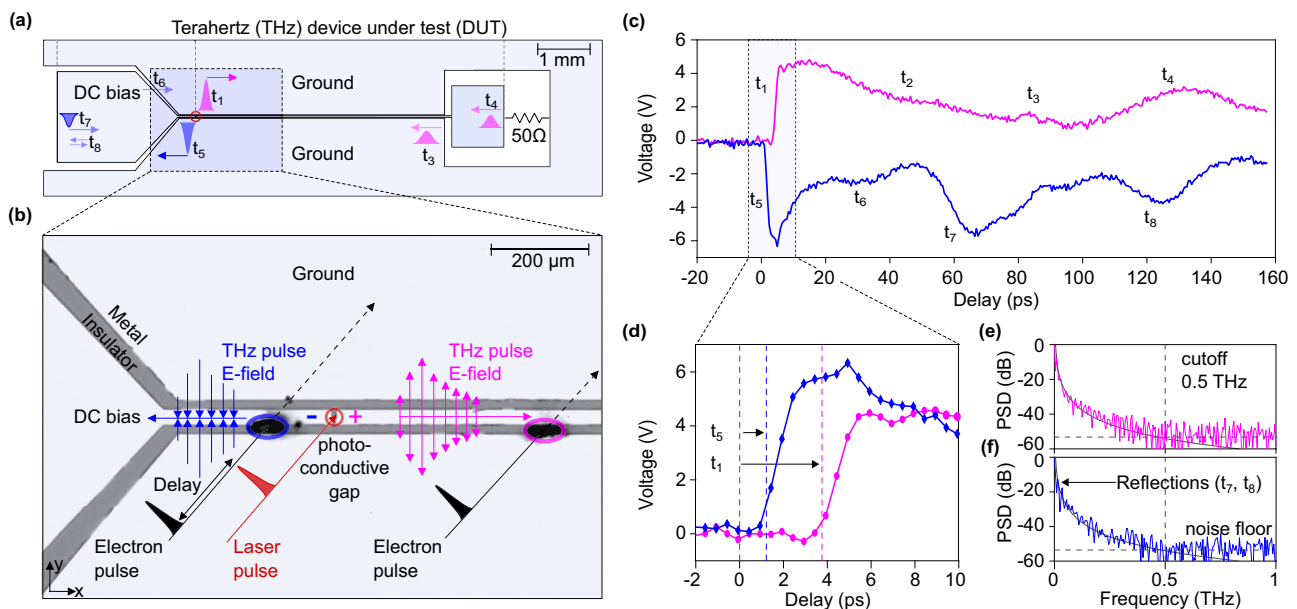 (a)
Terahertz (THz) device under test (DUT)
1 mm
Ground
DC bias
t6
t1
t7
t8
t5
Ground
t4
t3
50Ω
(b)
200 µm
Ground
Metal
Insulator
THz pulse
E-field
THz pulse
E-field
DC bias
-
+
photo-
conductive
gap
Delay
Electron
pulse
Laser
pulse
Electron
pulse
y
x
(c)
Voltage (V)
6
4
2
0
-2
-4
-6
t1
t2
t3
t4
t5
t6
t7
t8
-20
0
20
40
60
80
100
120
140
160
Delay (ps)
(d)
Voltage (V)
6
4
2
0
t5
t1
-2
0
2
4
6
8
10
Delay (ps)
(e)
PSD (dB)
0
-20
-40
-60
cutoff
0.5 THz
(f)
PSD (dB)
0
-20
-40
-60
Reflections (t7, t8)
noise floor
0
0.5
1
Frequency (THz)